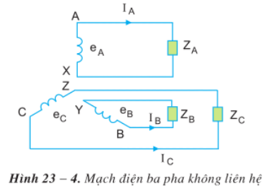 I_A
A
e_A
Z_A
X
Z
C
e_C
Y
e_B
I_B
Z_B
Z_C
B
I_C
Hình 23 – 4. Mạch điện ba pha không liên hệ